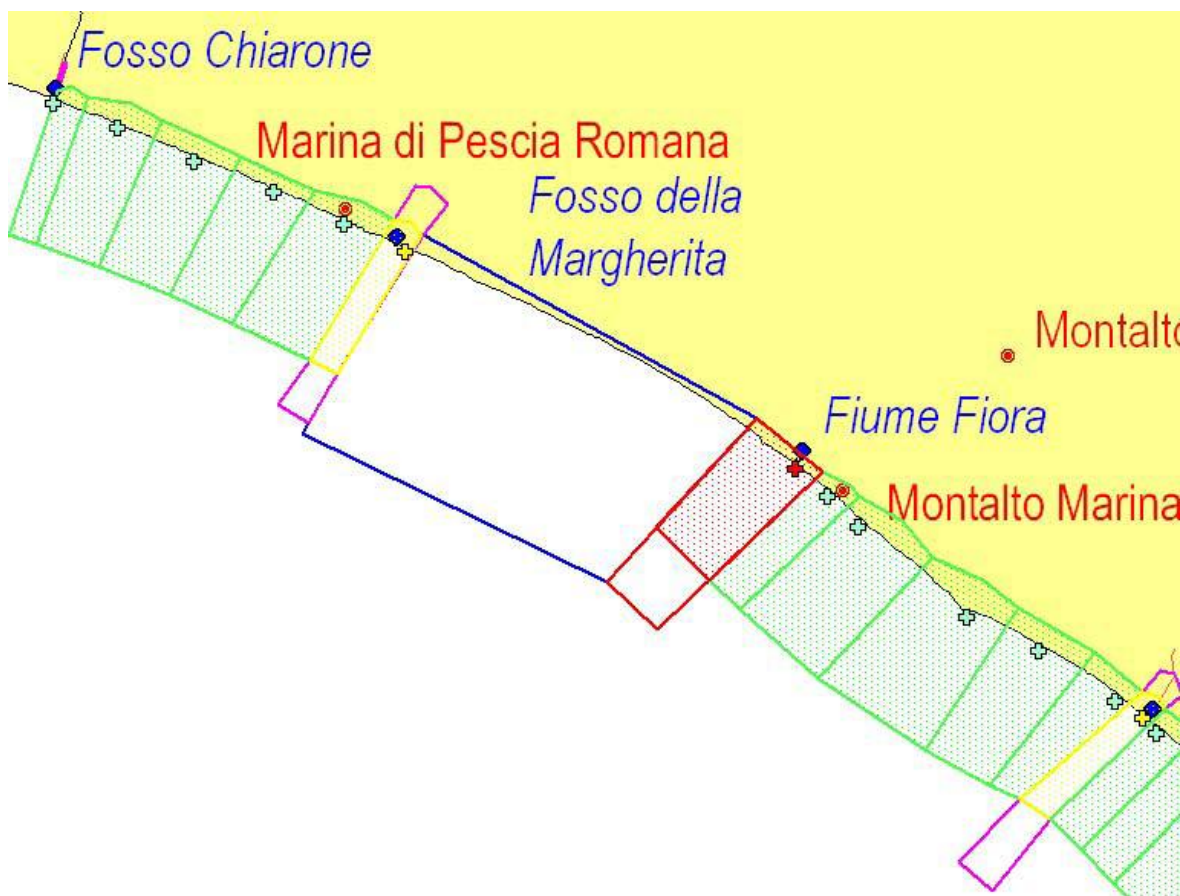 Fosso Chiarone
Marina di Pescia Romana
Fosso della
Margherita
Montalto
Fiume Fiora
Montalto Marina